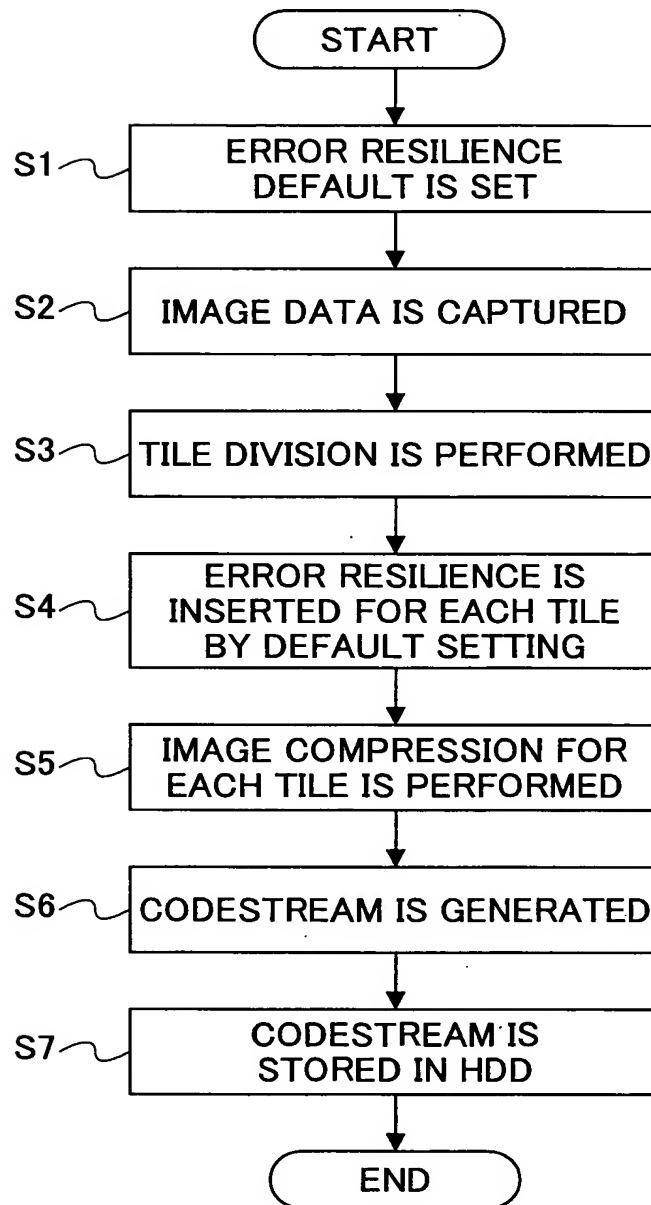 START
S1
ERROR RESILIENCE
DEFAULT IS SET
S2
IMAGE DATA IS CAPTURED
S3
TILE DIVISION IS PERFORMED
S4
ERROR RESILIENCE IS
INSERTED FOR EACH TILE
BY DEFAULT SETTING
S5
IMAGE COMPRESSION FOR
EACH TILE IS PERFORMED
S6
CODESTREAM IS GENERATED
S7
CODESTREAM IS
STORED IN HDD
END